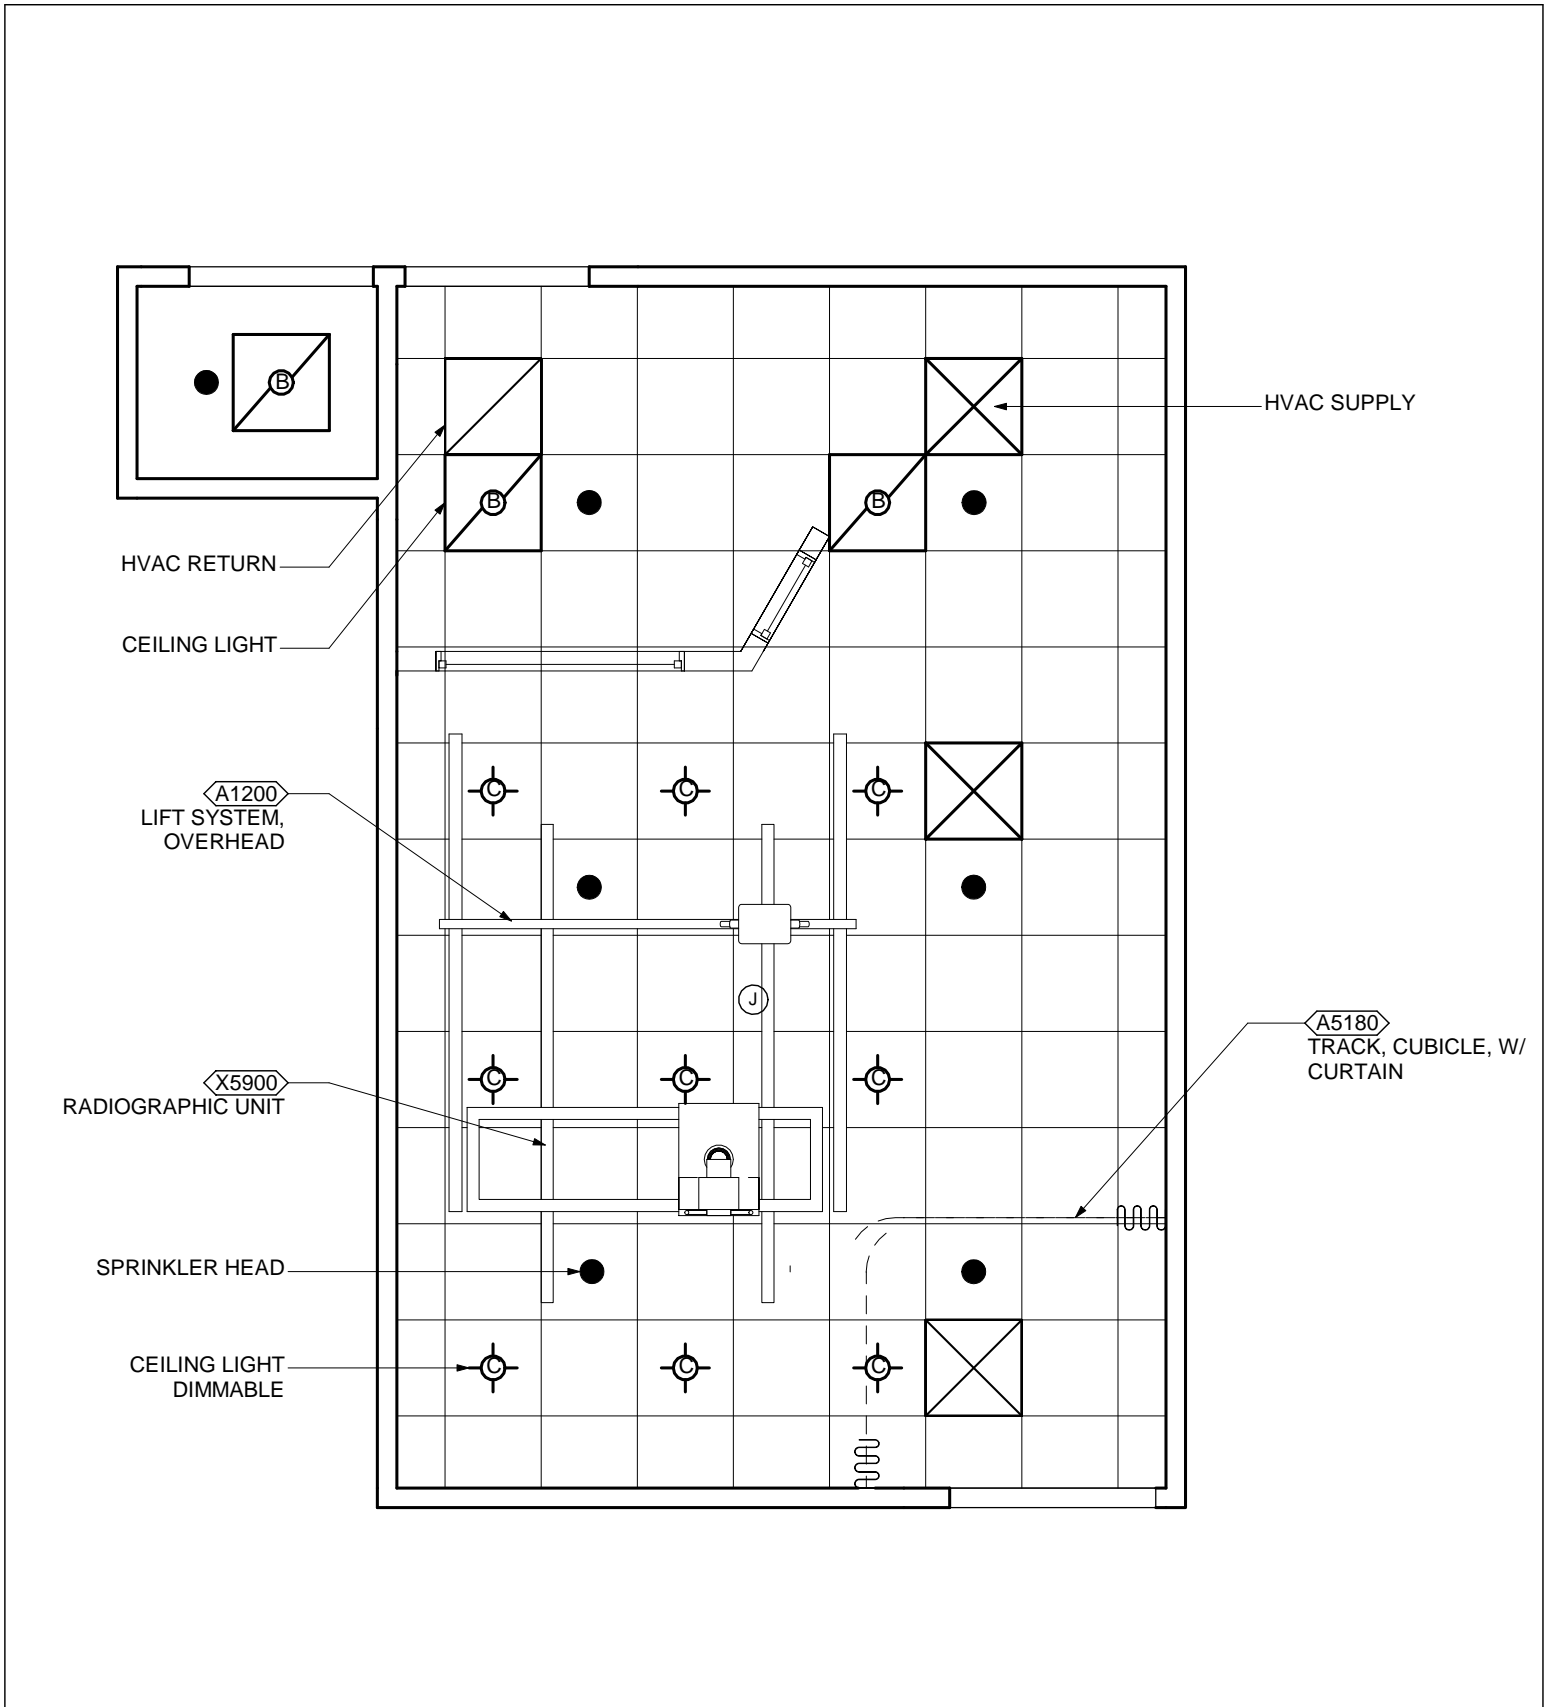 B
HVAC SUPPLY
B
B
HVAC RETURN
CEILING LIGHT
C
C
C
A1200
LIFT SYSTEM,
OVERHEAD
J
A5180
TRACK, CUBICLE, W/
CURTAIN
C
C
C
X5900
RADIOGRAPHIC UNIT
SPRINKLER HEAD
CEILING LIGHT
DIMMABLE
C
C
C